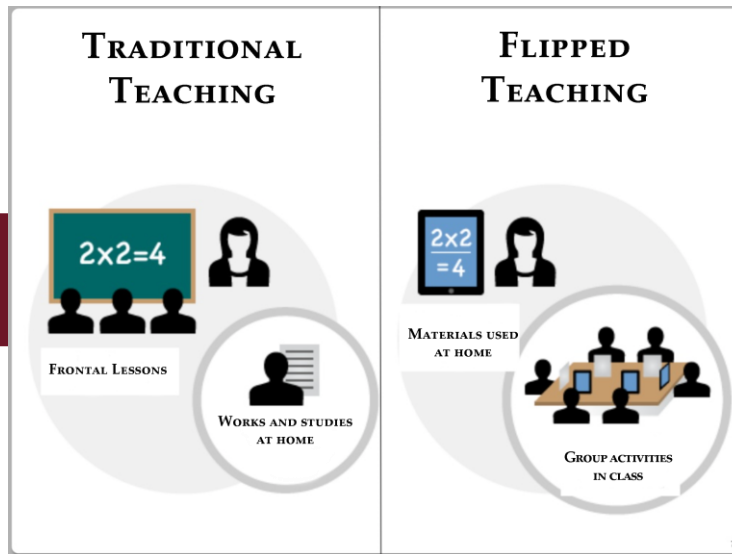 TRADITIONAL
TEACHING
2x2=4
FRONTAL LESSONS
WORKS AND STUDIES
AT HOME
FLIPPED
TEACHING
2x2
=4
MATERIALS USED
AT HOME
GROUP ACTIVITIES
IN CLASS